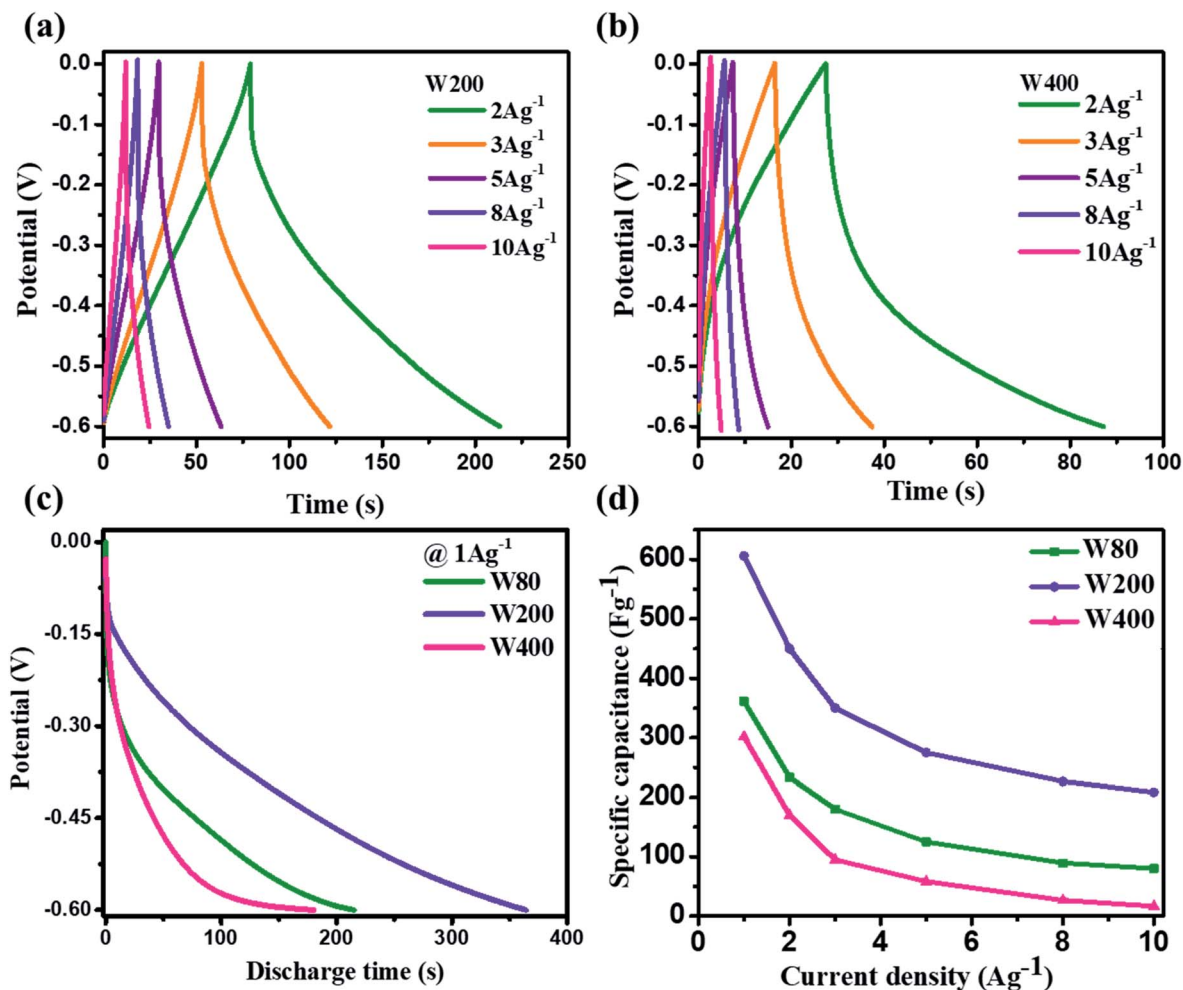 (a)
W200
2Ag⁻¹
3Ag⁻¹
5Ag⁻¹
8Ag⁻¹
10Ag⁻¹
0.0
-0.1
-0.2
-0.3
-0.4
-0.5
-0.6
Potential (V)
0 50 100 150 200 250
Time (s)
(b)
W400
2Ag⁻¹
3Ag⁻¹
5Ag⁻¹
8Ag⁻¹
10Ag⁻¹
0.0
-0.1
-0.2
-0.3
-0.4
-0.5
-0.6
Potential (V)
0 20 40 60 80 100
Time (s)
(c)
@ 1Ag⁻¹
W80
W200
W400
0.00
-0.15
-0.30
-0.45
-0.60
Potential (V)
0 100 200 300 400
Discharge time (s)
(d)
W80
W200
W400
600
500
400
300
200
100
0
Specific capacitance (Fg⁻¹)
0 2 4 6 8 10
Current density (Ag⁻¹)